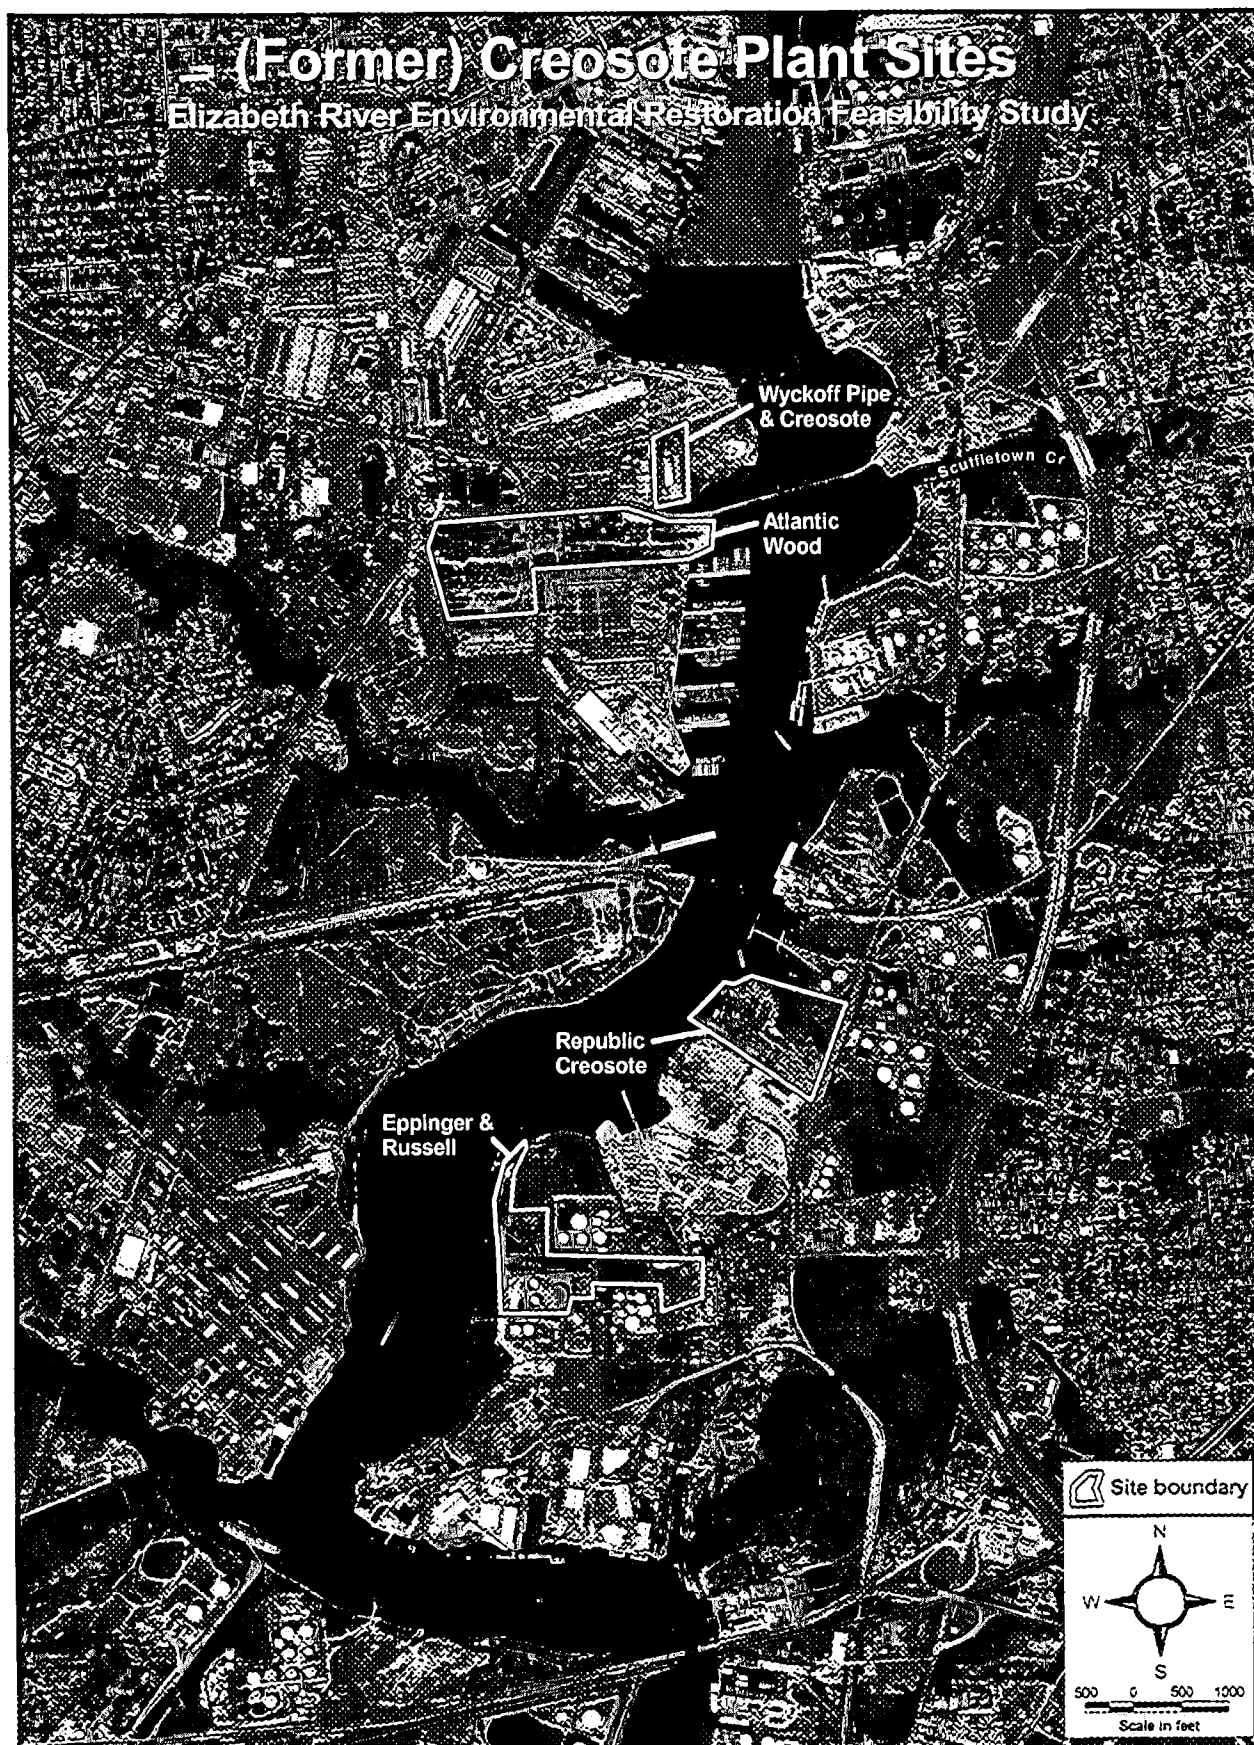 (Former) Creosote Plant Sites
Elizabeth River Environmental Restoration Feasibility Study
Wyckoff Pipe
& Creosote
Scuffletown Cr
Atlantic
Wood
Republic
Creosote
Eppinger &
Russell
Site boundary
N
W
E
S
500 0 500 1000
Scale in feet